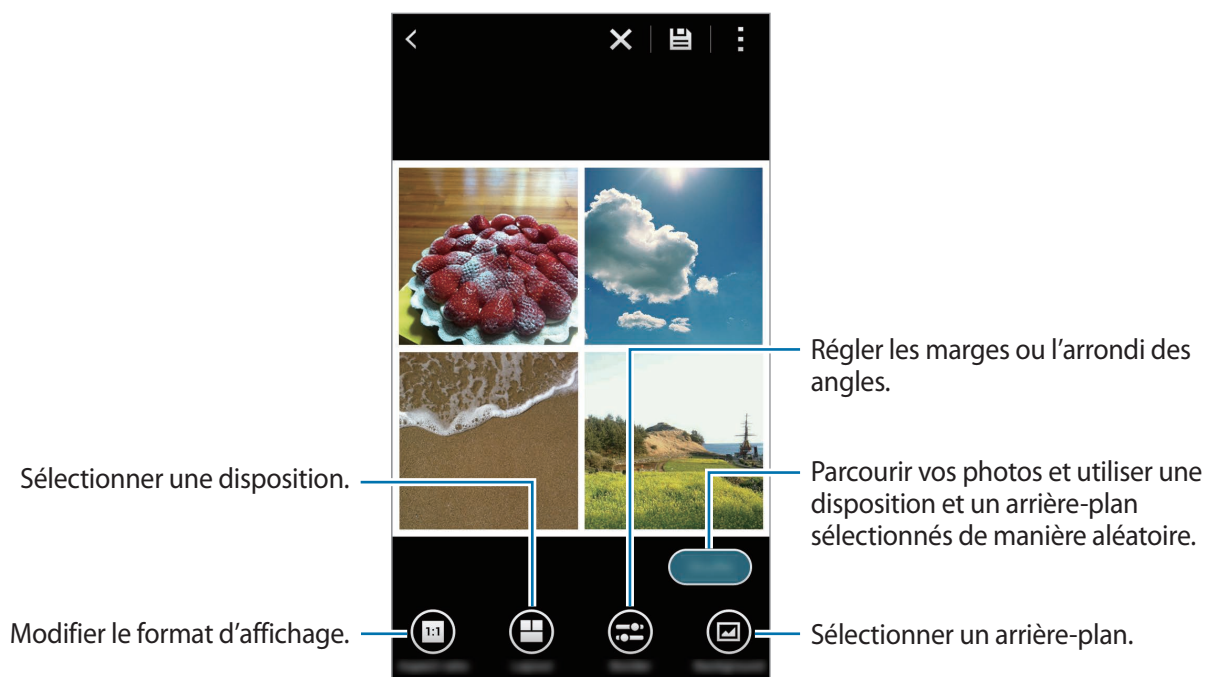 Régler les marges ou l’arrondi des
angles.
Sélectionner une disposition.
Parcourir vos photos et utiliser une
disposition et un arrière-plan
sélectionnés de manière aléatoire.
Modifier le format d’affichage.
1:1
Sélectionner un arrière-plan.